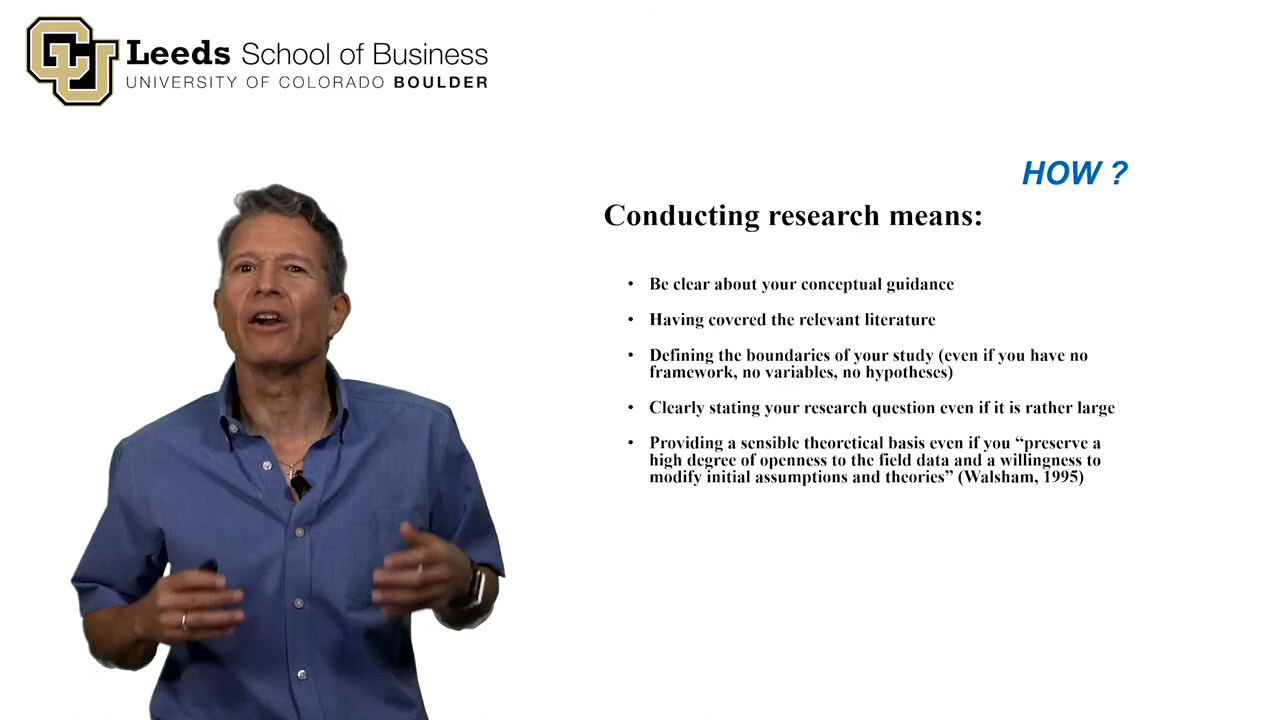 CU
Leeds School of Business
UNIVERSITY OF COLORADO BOULDER
HOW ?
Conducting research means:
• Be clear about your conceptual guidance
• Having covered the relevant literature
• Defining the boundaries of your study (even if you have no
framework, no variables, no hypotheses)
• Clearly stating your research question even if it is rather large
• Providing a sensible theoretical basis even if you “preserve a
high degree of openness to the field data and a willingness to
modify initial assumptions and theories” (Walsham, 1995)